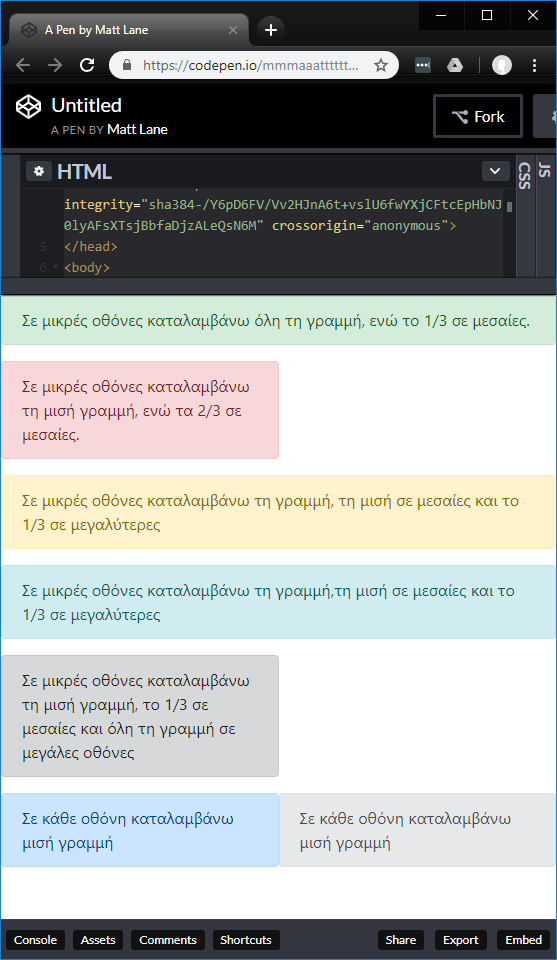 A Pen by Matt Lane
https://codepen.io/mmmaaatttttt...
Untitled
A PEN BY Matt Lane
Fork
HTML
CSS
JS
integrity="sha384-/Y6pD6FV/Vv2HJnA6t+vslU6fwYXjCFtcEpHbNJ
0lyAFsXTsjBbfaDjzALeQsN6M" crossorigin="anonymous">
5 </head>
6 <body>
Σε μικρές οθόνες καταλαμβάνω όλη τη γραμμή, ενώ το 1/3 σε μεσαίες.
Σε μικρές οθόνες καταλαμβάνω
τη μισή γραμμή, ενώ τα 2/3 σε
μεσαίες.
Σε μικρές οθόνες καταλαμβάνω τη γραμμή, τη μισή σε μεσαίες και το
1/3 σε μεγαλύτερες
Σε μικρές οθόνες καταλαμβάνω τη γραμμή,τη μισή σε μεσαίες και το
1/3 σε μεγαλύτερες
Σε μικρές οθόνες καταλαμβάνω
τη μισή γραμμή, το 1/3 σε
μεσαίες και όλη τη γραμμή σε
μεγάλες οθόνες
Σε κάθε οθόνη καταλαμβάνω
μισή γραμμή
Σε κάθε οθόνη καταλαμβάνω
μισή γραμμή
Console Assets Comments Shortcuts Share Export Embed